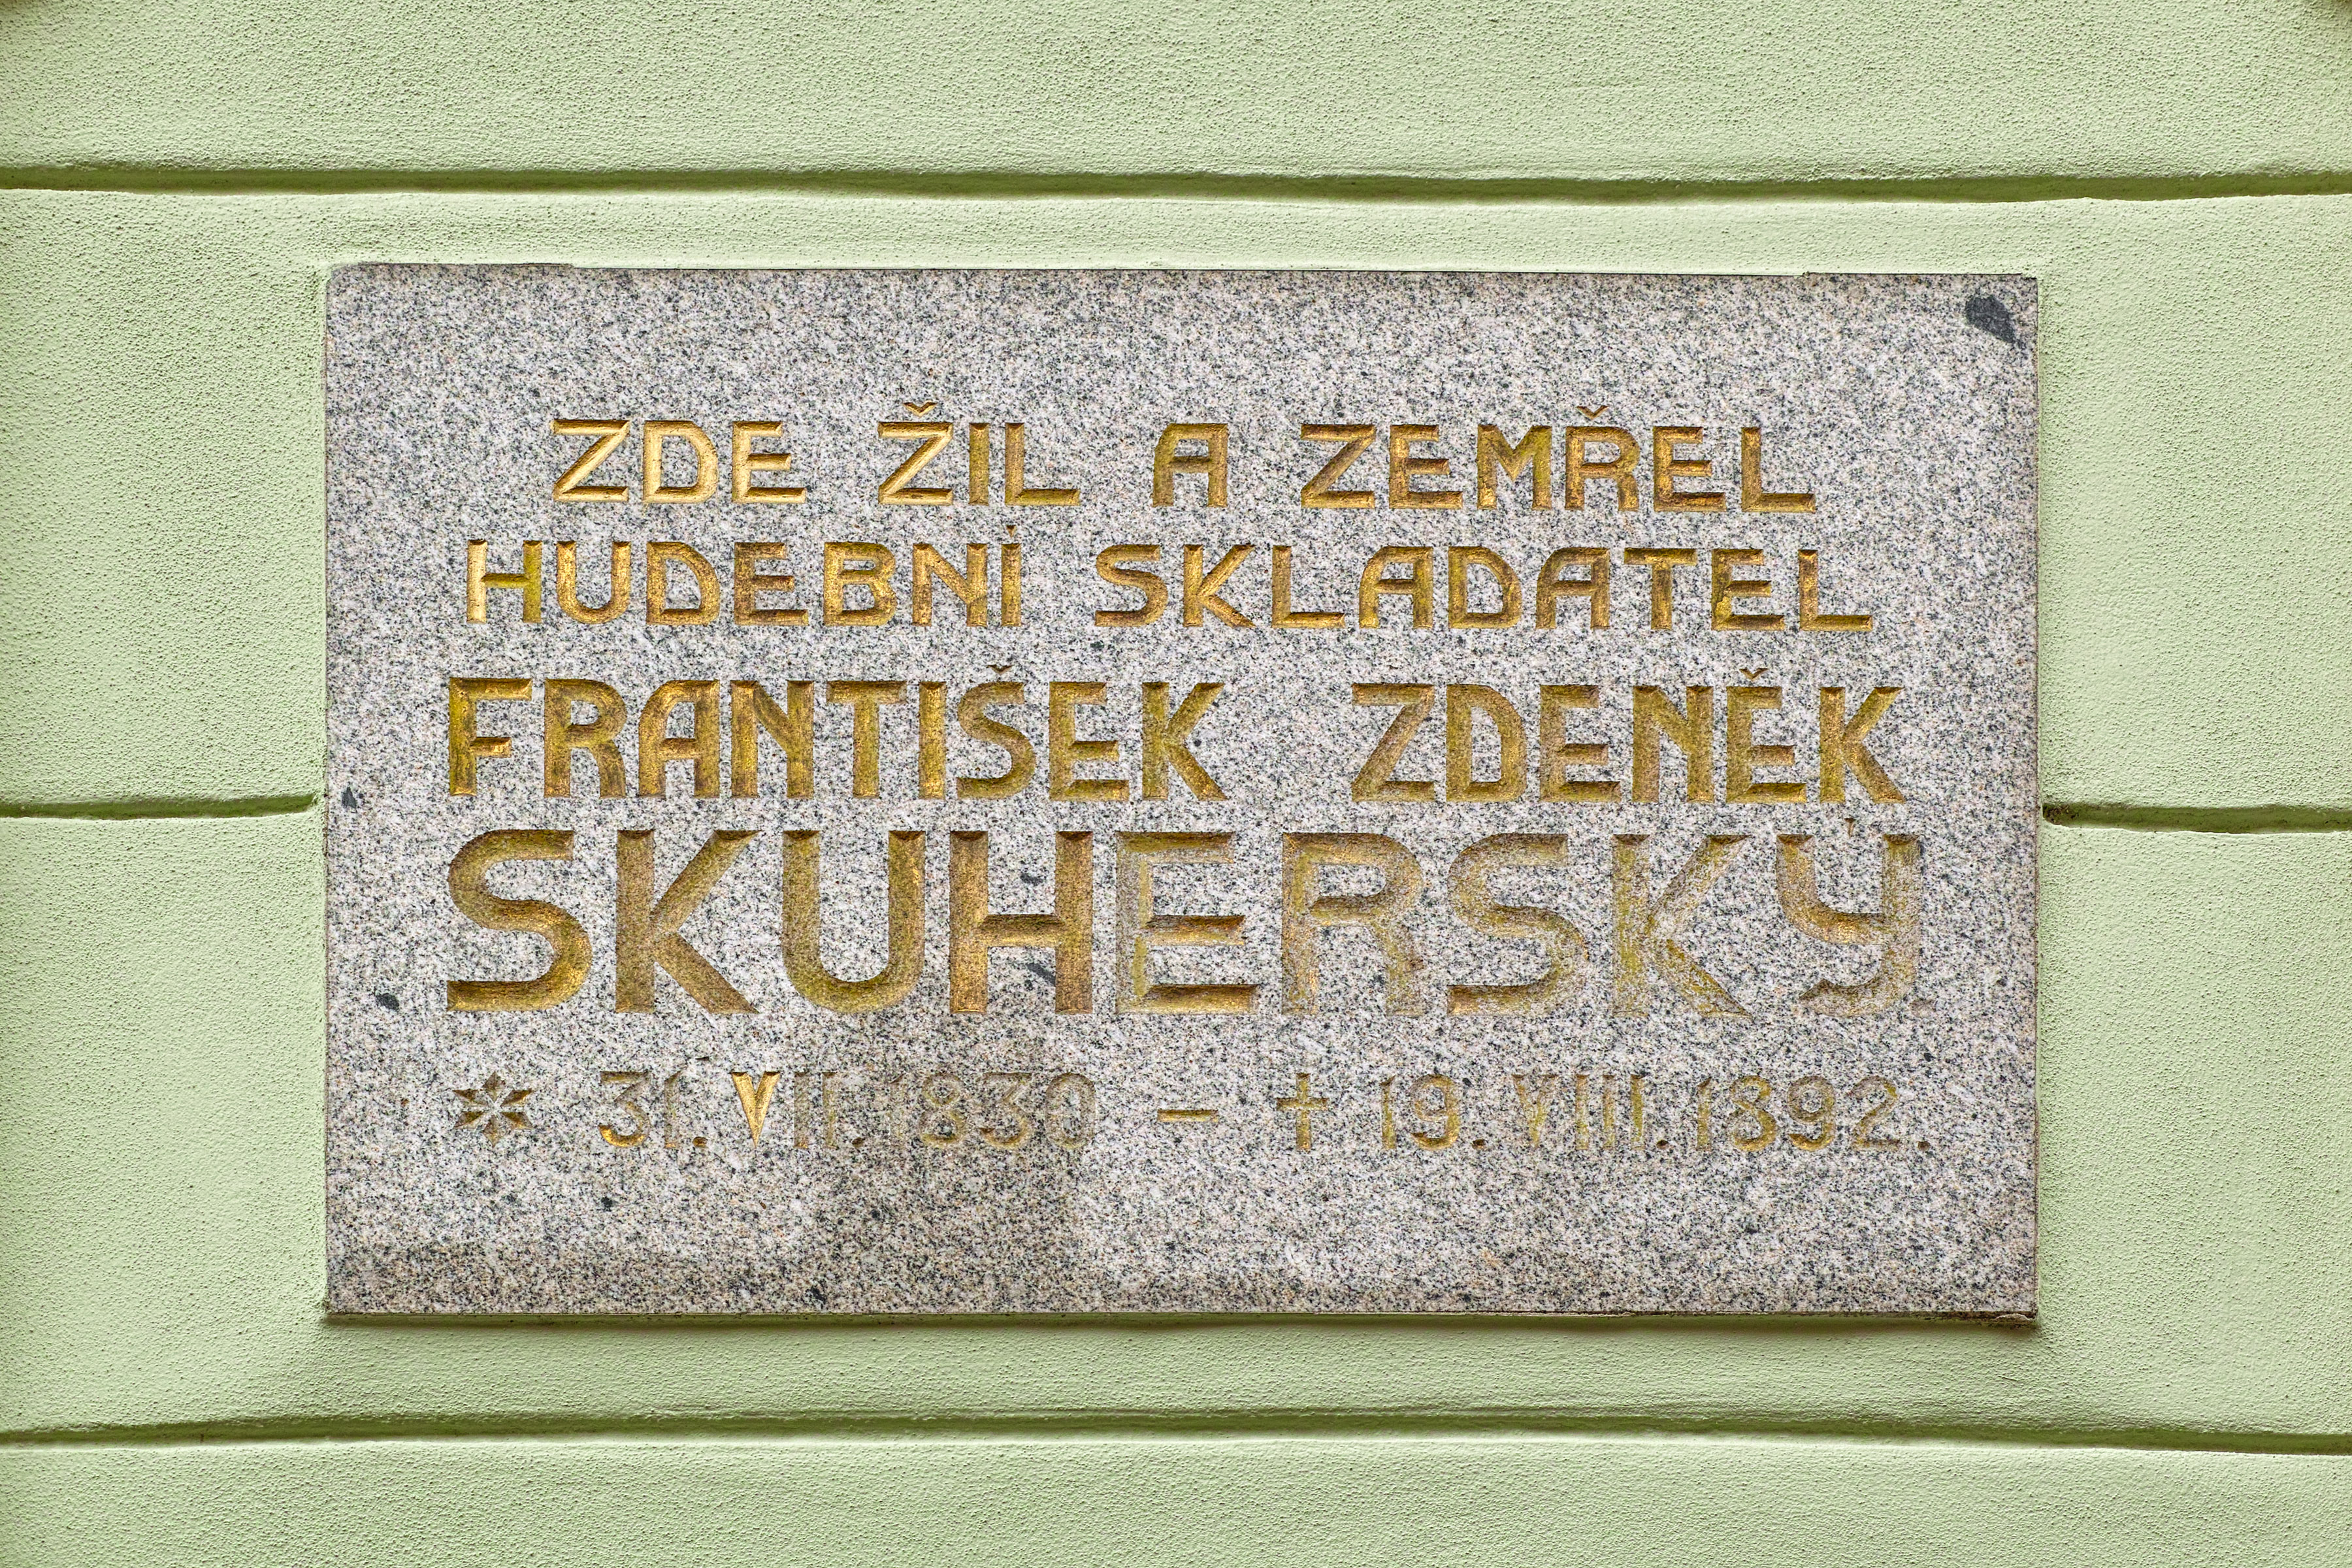 ZDE ŽIL A ZEMŘEL
HUDEBNÍ SKLADATEL
FRANTIŠEK ZDENĚK
SKUHERSKÝ
* 31. VII. 1830 – † 19. VIII. 1892.